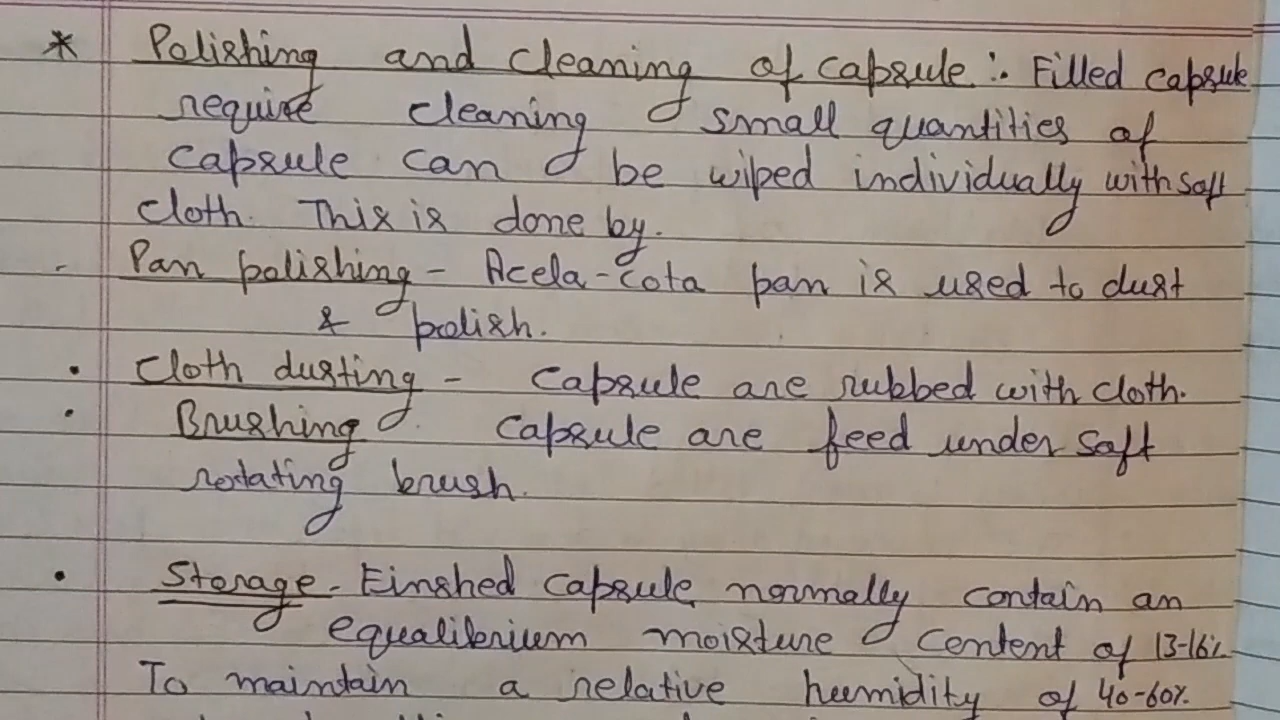 * Polishing and cleaning of capsule :- Filled capsule
require cleaning small quantities of
capsule can be wiped individually with soft
cloth. This is done by.
- Pan polishing - Acela-cota pan is used to dust
& polish.
• Cloth dusting - Capsule are rubbed with cloth.
• Brushing. Capsule are feed under soft
rotating brush.
• Storage - Finshed capsule normally contain an
equaliberium moisture content of 13-16%
To maintain a relative humidity of 40-60%.